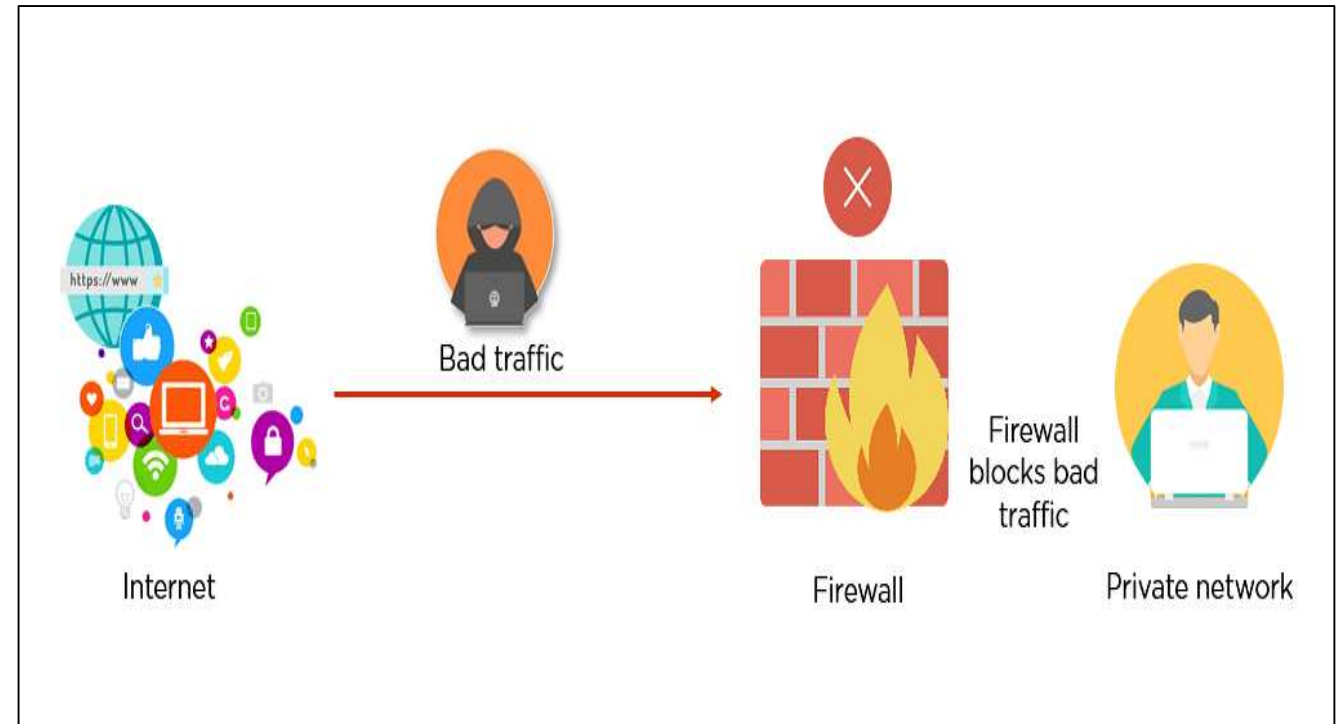 https://www
Bad traffic
Firewall
blocks bad
traffic
Internet
Firewall
Private network